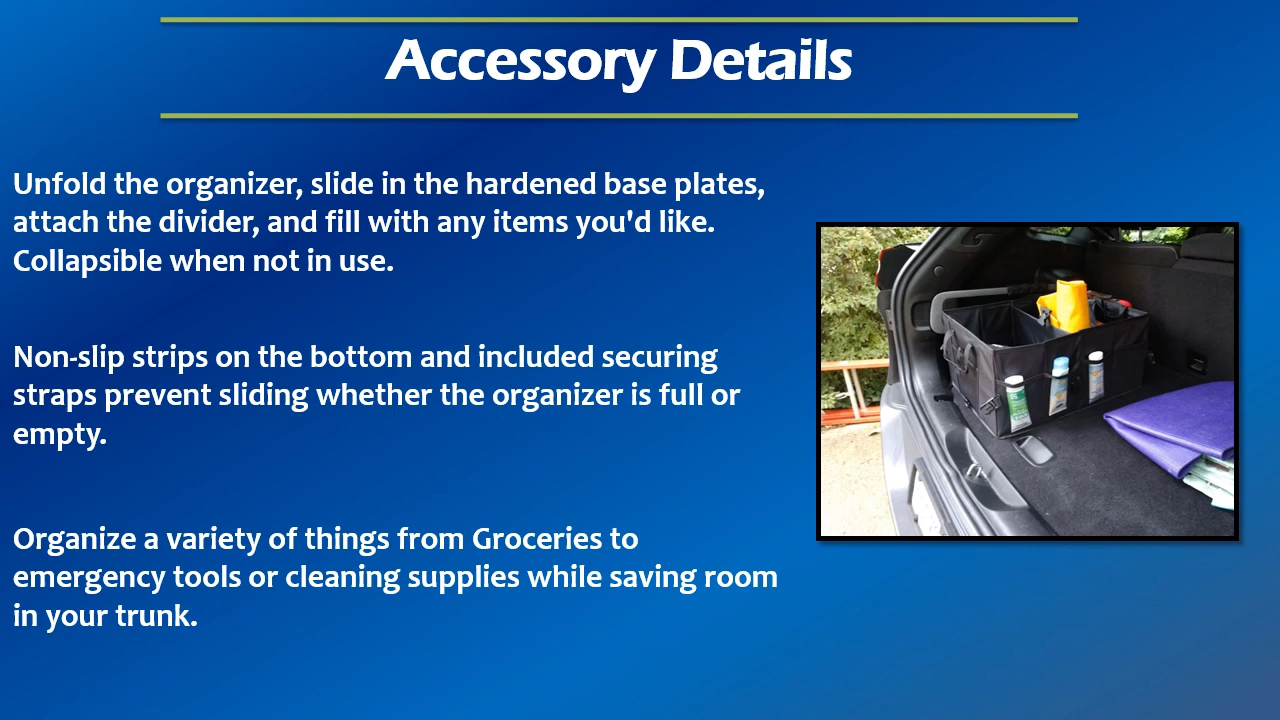 Accessory Details
Unfold the organizer, slide in the hardened base plates,
attach the divider, and fill with any items you'd like.
Collapsible when not in use.
Non-slip strips on the bottom and included securing
straps prevent sliding whether the organizer is full or
empty.
Organize a variety of things from Groceries to
emergency tools or cleaning supplies while saving room
in your trunk.